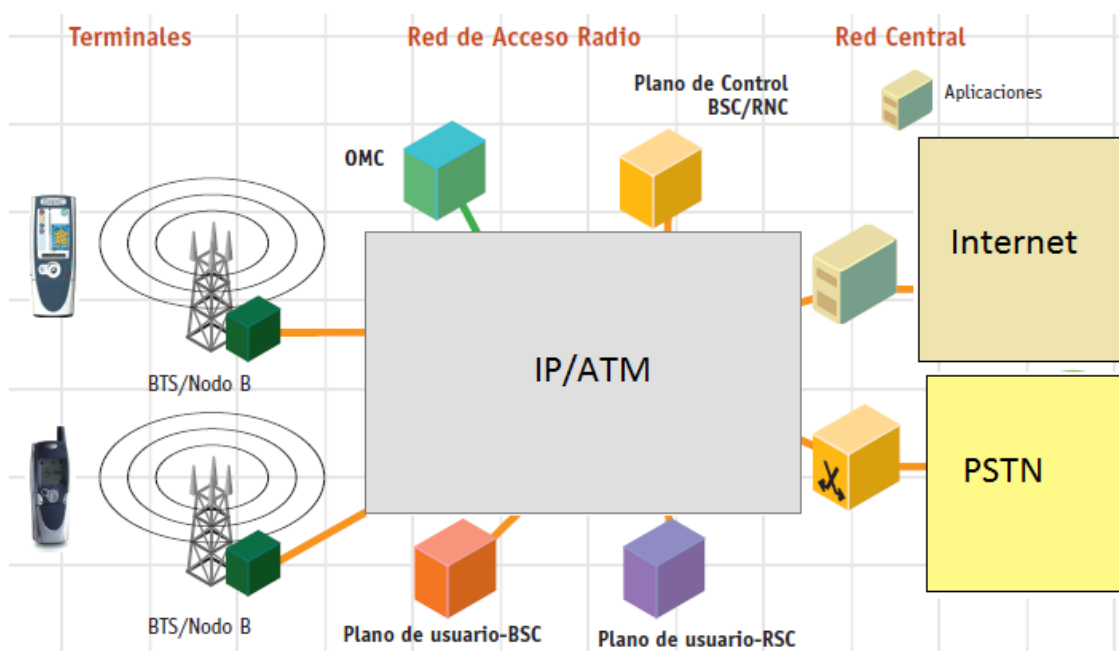 Terminales
Red de Acceso Radio
Red Central
Plano de Control
BSC/RNC
Aplicaciones
OMC
Internet
IP/ATM
BTS/Nodo B
PSTN
BTS/Nodo B
Plano de usuario-BSC
Plano de usuario-RSC